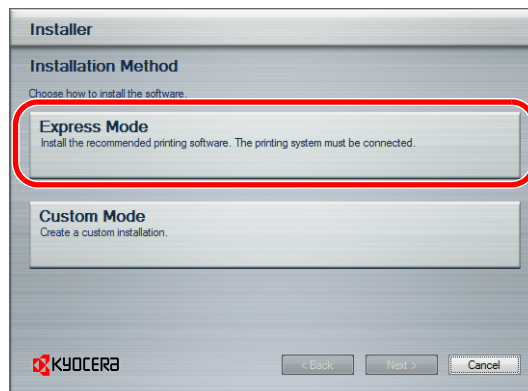 Installer
Installation Method
Choose how to install the software.
Express Mode
Install the recommended printing software. The printing system must be connected.
Custom Mode
Create a custom installation.
KYOCERA
< Back
Next >
Cancel